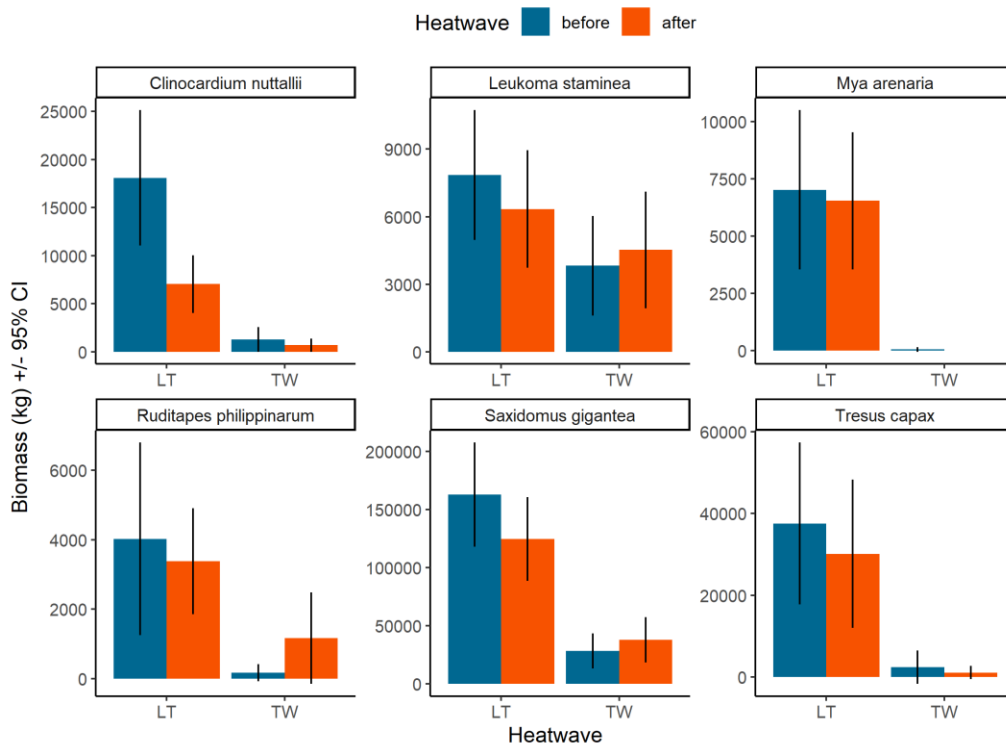 Heatwave before after
Clinocardium nuttallii
Leukoma staminea
Mya arenaria
25000
20000
15000
10000
5000
0
LT TW
9000
6000
3000
0
LT TW
10000
7500
5000
2500
0
LT TW
Biomass (kg) +/- 95% CI
Ruditapes philippinarum
Saxidomus gigantea
Tresus capax
6000
4000
2000
0
LT TW
200000
150000
100000
50000
0
LT TW
60000
40000
20000
0
LT TW
Heatwave